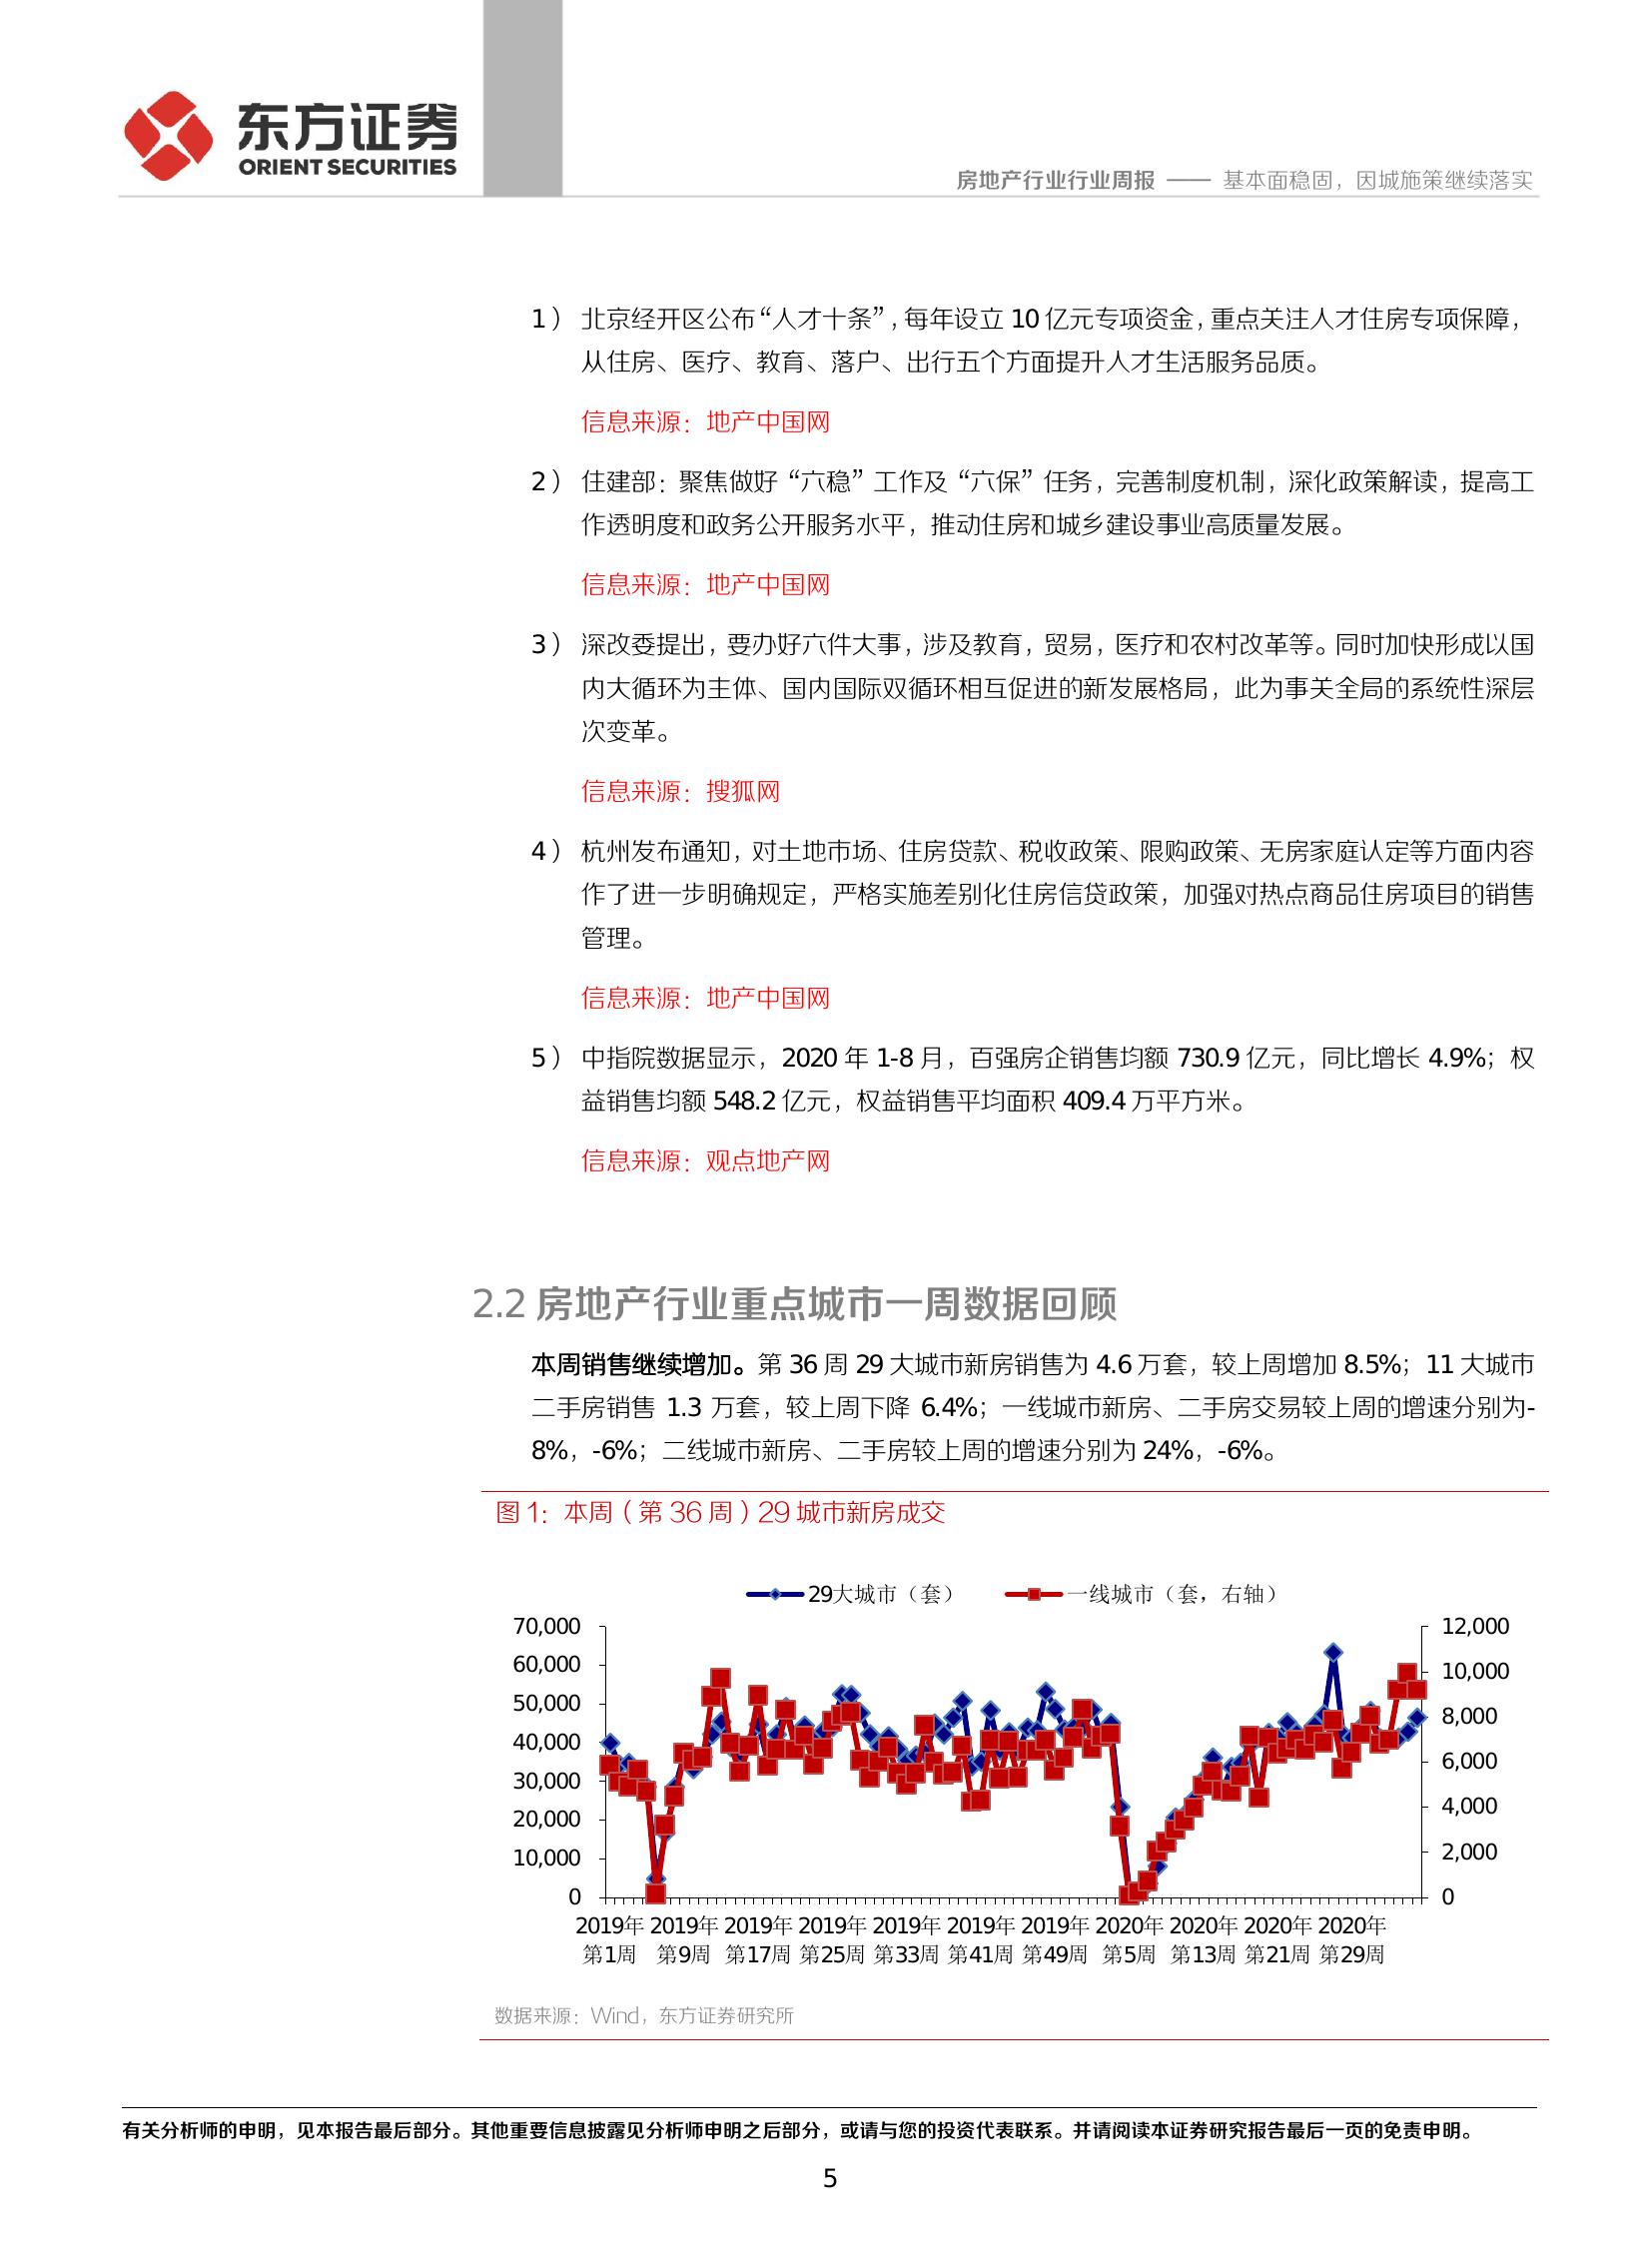 东方证券
ORIENT SECURITIES
房地产行业行业周报 —— 基本面稳固，因城施策继续落实
1） 北京经开区公布“人才十条”，每年设立 10 亿元专项资金，重点关注人才住房专项保障，
从住房、医疗、教育、落户、出行五个方面提升人才生活服务品质。
信息来源：地产中国网
2） 住建部：聚焦做好“六稳”工作及“六保”任务，完善制度机制，深化政策解读，提高工
作透明度和政务公开服务水平，推动住房和城乡建设事业高质量发展。
信息来源：地产中国网
3） 深改委提出，要办好六件大事，涉及教育，贸易，医疗和农村改革等。同时加快形成以国
内大循环为主体、国内国际双循环相互促进的新发展格局，此为事关全局的系统性深层
次变革。
信息来源：搜狐网
4） 杭州发布通知，对土地市场、住房贷款、税收政策、限购政策、无房家庭认定等方面内容
作了进一步明确规定，严格实施差别化住房信贷政策，加强对热点商品住房项目的销售
管理。
信息来源：地产中国网
5） 中指院数据显示，2020 年 1-8 月，百强房企销售均额 730.9 亿元，同比增长 4.9%；权
益销售均额 548.2 亿元，权益销售平均面积 409.4 万平方米。
信息来源：观点地产网
2.2 房地产行业重点城市一周数据回顾
本周销售继续增加。第 36 周 29 大城市新房销售为 4.6 万套，较上周增加 8.5%；11 大城市
二手房销售 1.3 万套，较上周下降 6.4%；一线城市新房、二手房交易较上周的增速分别为-
8%，-6%；二线城市新房、二手房较上周的增速分别为 24%，-6%。
图 1：本周（第 36 周）29 城市新房成交
29大城市（套） 一线城市（套，右轴）
70,000 12,000
60,000 10,000
50,000 8,000
40,000 6,000
30,000 4,000
20,000 2,000
10,000 0
0
2019年 2019年 2019年 2019年 2019年 2019年 2019年 2020年 2020年 2020年 2020年
第1周 第9周 第17周 第25周 第33周 第41周 第49周 第5周 第13周 第21周 第29周
数据来源：Wind，东方证券研究所
有关分析师的申明，见本报告最后部分。其他重要信息披露见分析师申明之后部分，或请与您的投资代表联系。并请阅读本证券研究报告最后一页的免责申明。
5